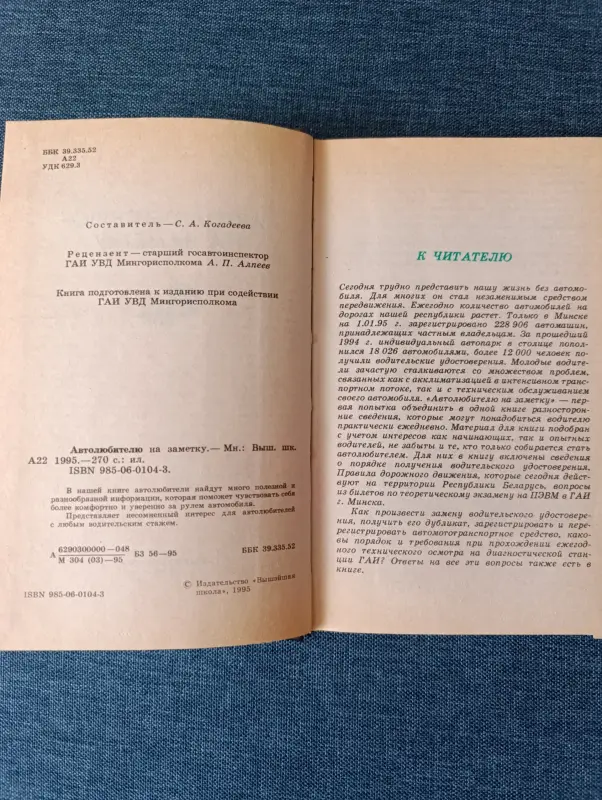 ББК 39.335.52
А22
УДК 629.3
Составитель — С. А. Когадеева
Рецензент — старший госавтоинспектор
ГАИ УВД Мингорисполкома А. П. Алпеев
Книга подготовлена к изданию при содействии
ГАИ УВД Мингорисполкома
Автолюбителю на заметку.— Мн.: Выш. шк.
А22 1995.—270 с.: ил.
ISBN 985-06-0104-3.
В нашей книге автолюбители найдут много полезной и
разнообразной информации, которая поможет чувствовать себя
более комфортно и уверенно за рулем автомобиля.
Представляет несомненный интерес для автолюбителей
с любым водительским стажем.
А 6290300000—048
М 304 (03)—95 БЗ 56—95
ББК 39.335.52
© Издательство «Вышэйшая
школа», 1995
ISBN 985-06-0104-3
К ЧИТАТЕЛЮ
Сегодня трудно представить нашу жизнь без автомо-
биля. Для многих он стал незаменимым средством
передвижения. Ежегодно количество автомобилей на
дорогах нашей республики растет. Только в Минске
на 1.01.95 г. зарегистрировано 228 906 автомашин,
принадлежащих частным владельцам. За прошедший
1994 г. индивидуальный автопарк в столице попол-
нился 18 026 автомобилями, более 12 000 человек по-
лучили водительские удостоверения. Молодые водите-
ли зачастую сталкиваются со множеством проблем,
связанных как с акклиматизацией в интенсивном транс-
портном потоке, так и с техническим обслуживанием
своего автомобиля. «Автолюбителю на заметку» — пер-
вая попытка объединить в одной книге разносторон-
ние сведения, которые могут понадобиться водителю
практически ежедневно. Материал для книги подобран
с учетом интересов как начинающих, так и опытных
водителей, не забыты и те, кто только собирается стать
автолюбителем. Для них в книгу включены сведения
о порядке получения водительского удостоверения,
Правила дорожного движения, которые сегодня дейст-
вуют на территории Республики Беларусь, вопросы
из билетов по теоретическому экзамену на ПЭВМ в ГАИ
г. Минска.
Как произвести замену водительского удостовере-
ния, получить его дубликат, зарегистрировать и пере-
регистрировать автомототранспортное средство, како-
вы порядок и требования при прохождении ежегод-
ного технического осмотра на диагностической стан-
ции ГАИ? Ответы на все эти вопросы также есть в
книге.